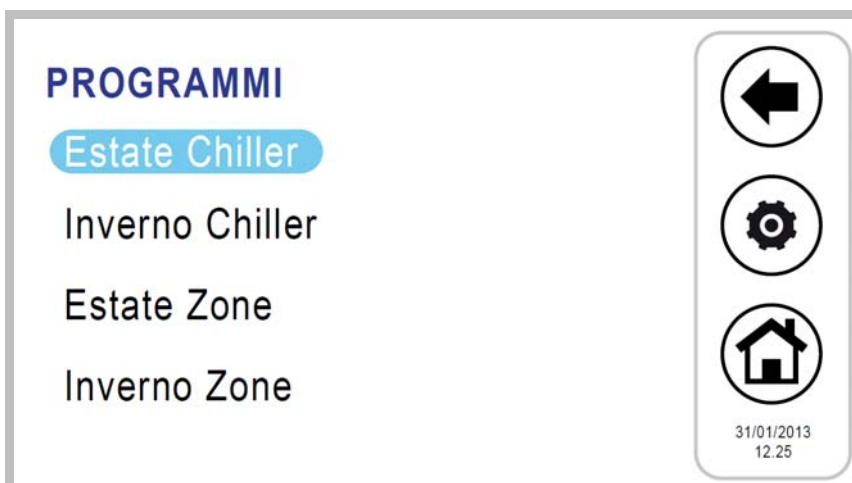 PROGRAMMI
Estate Chiller
Inverno Chiller
Estate Zone
Inverno Zone
31/01/2013
12.25